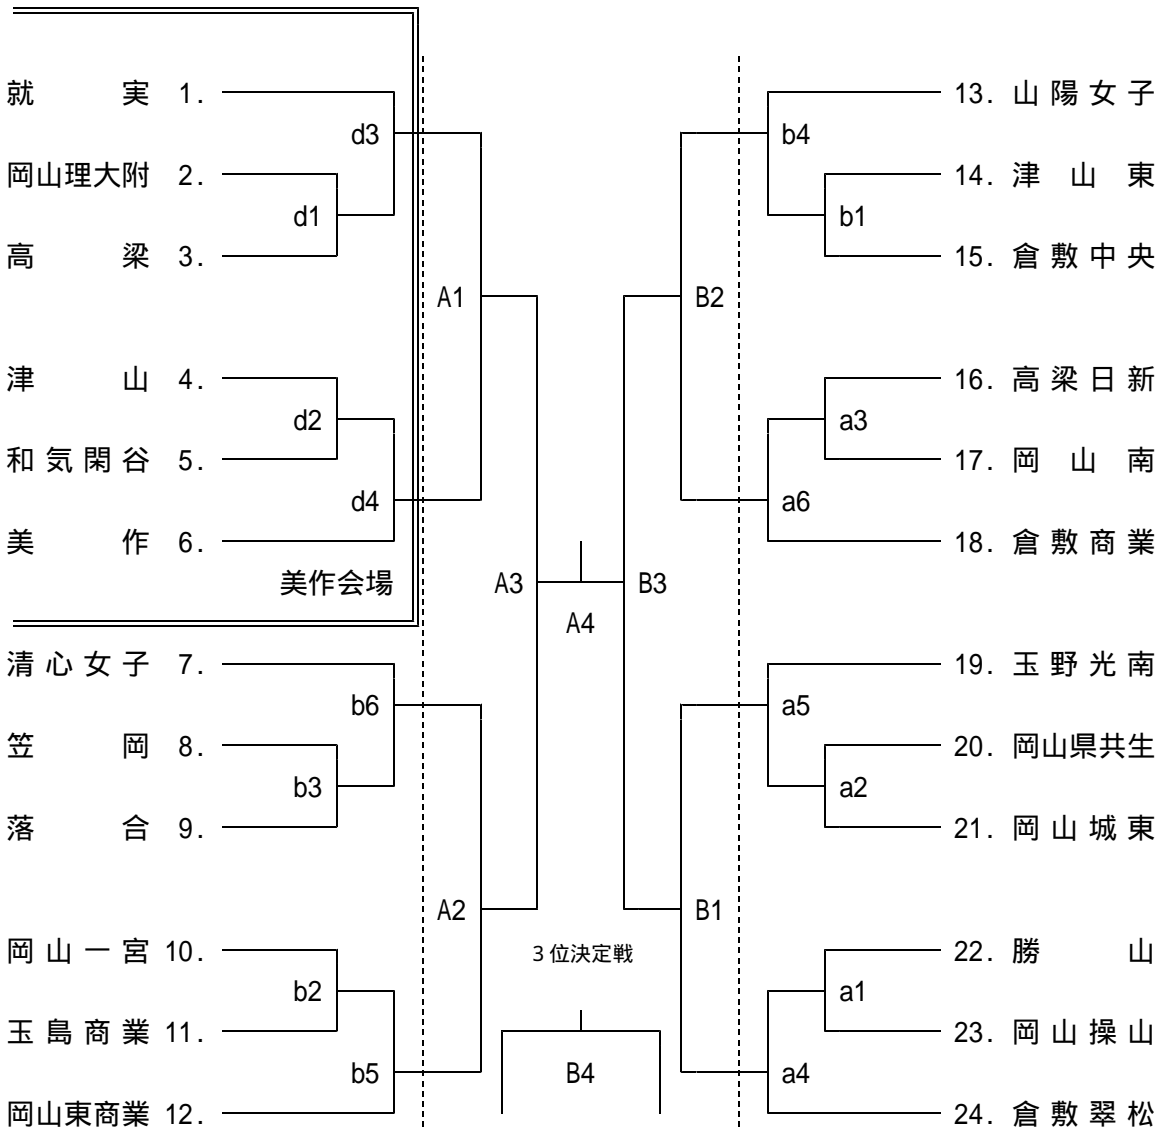 就実 1.
d3
岡山理大附 2.
d1
高梁 3.
A1
津山 4.
d2
和気閑谷 5.
d4
美作 6.
美作会場
清心女子 7.
b6
笠岡 8.
b3
落合 9.
A2
岡山一宮 10.
b2
玉島商業 11.
b5
岡山東商業 12.
A3
A4
B3
3位決定戦
B4
13. 山陽女子
b4
14. 津山東
b1
15. 倉敷中央
B2
16. 高梁日新
a3
17. 岡山南
a6
18. 倉敷商業
19. 玉野光南
a5
20. 岡山県共生
a2
21. 岡山城東
B1
22. 勝山
a1
23. 岡山操山
a4
24. 倉敷翠松